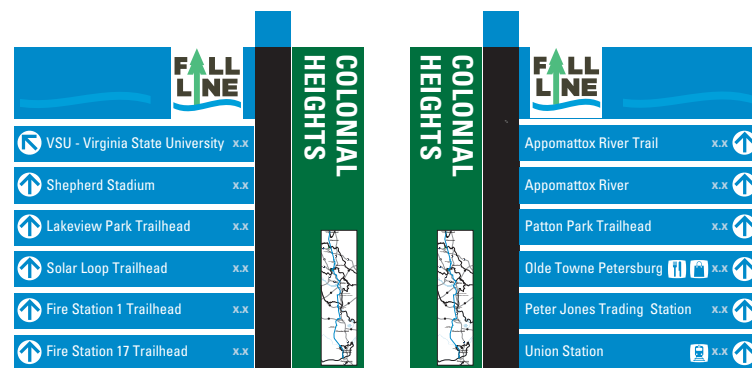 FALL
LINE
VSU - Virginia State University x.x
Shepherd Stadium x.x
Lakeview Park Trailhead x.x
Solar Loop Trailhead x.x
Fire Station 1 Trailhead x.x
Fire Station 17 Trailhead x.x
COLONIAL
HEIGHTS
COLONIAL
HEIGHTS
FALL
LINE
Appomattox River Trail x.x
Appomattox River x.x
Patton Park Trailhead x.x
Olde Towne Petersburg x.x
Peter Jones Trading Station x.x
Union Station x.x